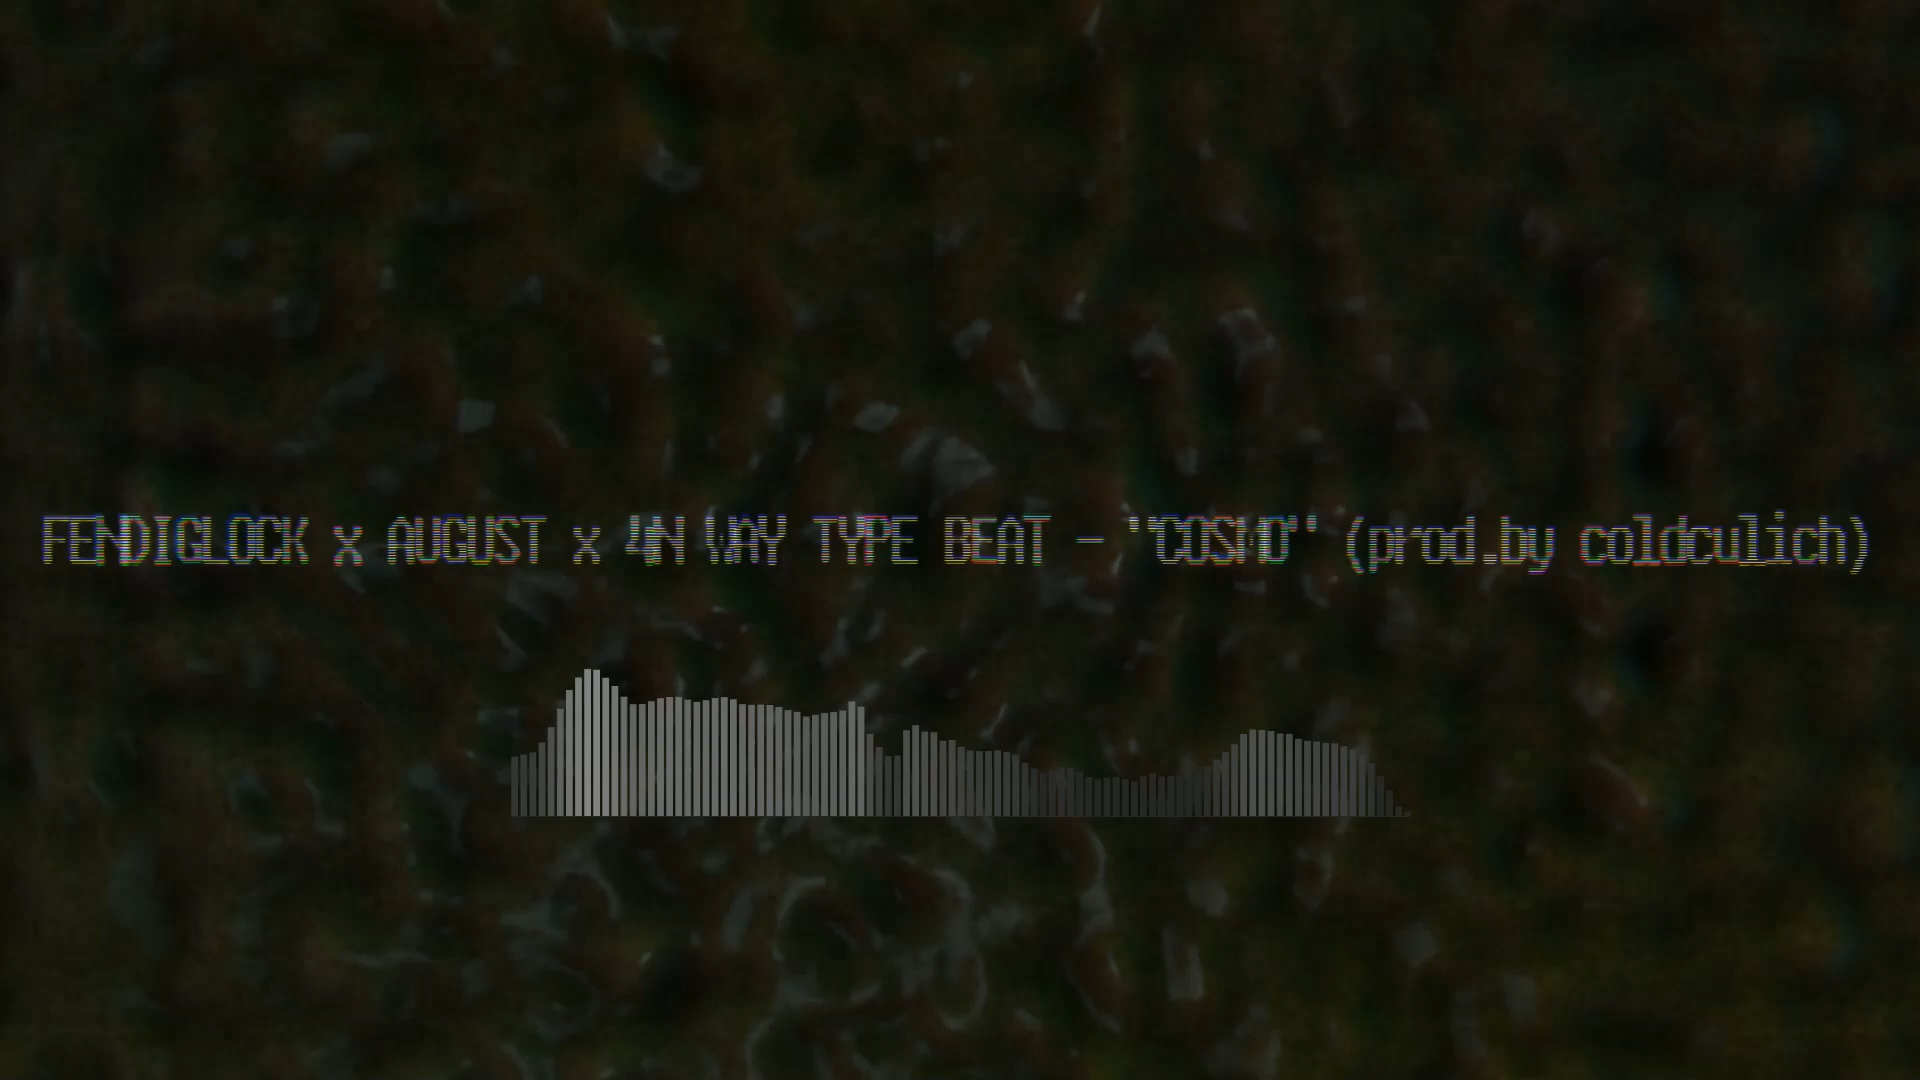 FENDIGLOCK x AUGUST x 4N WAY TYPE BEAT - "COSMO" (prod.by coldculich)